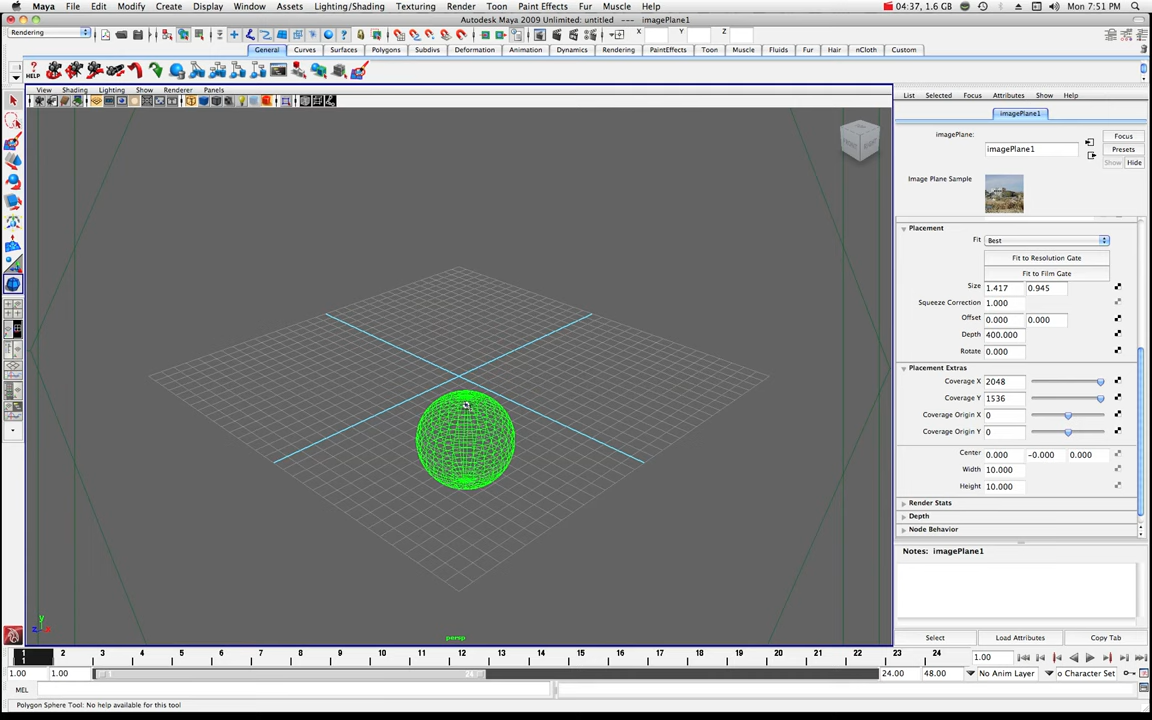 Maya File Edit Modify Create Display Window Assets Lighting/Shading Texturing Render Toon Paint Effects Fur Muscle Help 04:37, 1.6 GB Mon 7:51 PM
Autodesk Maya 2009 Unlimited: untitled --- imagePlane1
Rendering X Y Z
General Curves Surfaces Polygons Subdivs Deformation Animation Dynamics Rendering PaintEffects Toon Muscle Fluids Fur Hair nCloth Custom
HELP
View Shading Lighting Show Renderer Panels
List Selected Focus Attributes Show Help
imagePlane1
imagePlane: imagePlane1 Focus
Presets
Show Hide
Image Plane Sample
Placement
Fit Best
Fit to Resolution Gate
Fit to Film Gate
Size 1.417 0.945
Squeeze Correction 1.000
Offset 0.000 0.000
Depth 400.000
Rotate 0.000
Placement Extras
Coverage X 2048
Coverage Y 1536
Coverage Origin X 0
Coverage Origin Y 0
Center 0.000 -0.000 0.000
Width 10.000
Height 10.000
Render Stats
Depth
Node Behavior
Notes: imagePlane1
y
z x
persp
Select Load Attributes Copy Tab
1 2 3 4 5 6 7 8 9 10 11 12 13 14 15 16 17 18 19 20 21 22 23 24
1 1.00
1.00 1.00 1 24 24.00 48.00 No Anim Layer o Character Set
MEL
Polygon Sphere Tool: No help available for this tool